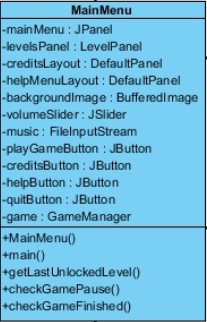 MainMenu
-mainMenu : JPanel
-levelsPanel : LevelPanel
-creditsLayout : DefaultPanel
-helpMenuLayout : DefaultPanel
-backgroundImage : BufferedImage
-volumeSlider : JSlider
-music : FileInputStream
-playGameButton : JButton
-creditsButton : JButton
-helpButton : JButton
-quitButton : JButton
-game : GameManager
+MainMenu()
+main()
+getLastUnlockedLevel()
+checkGamePause()
+checkGameFinished()